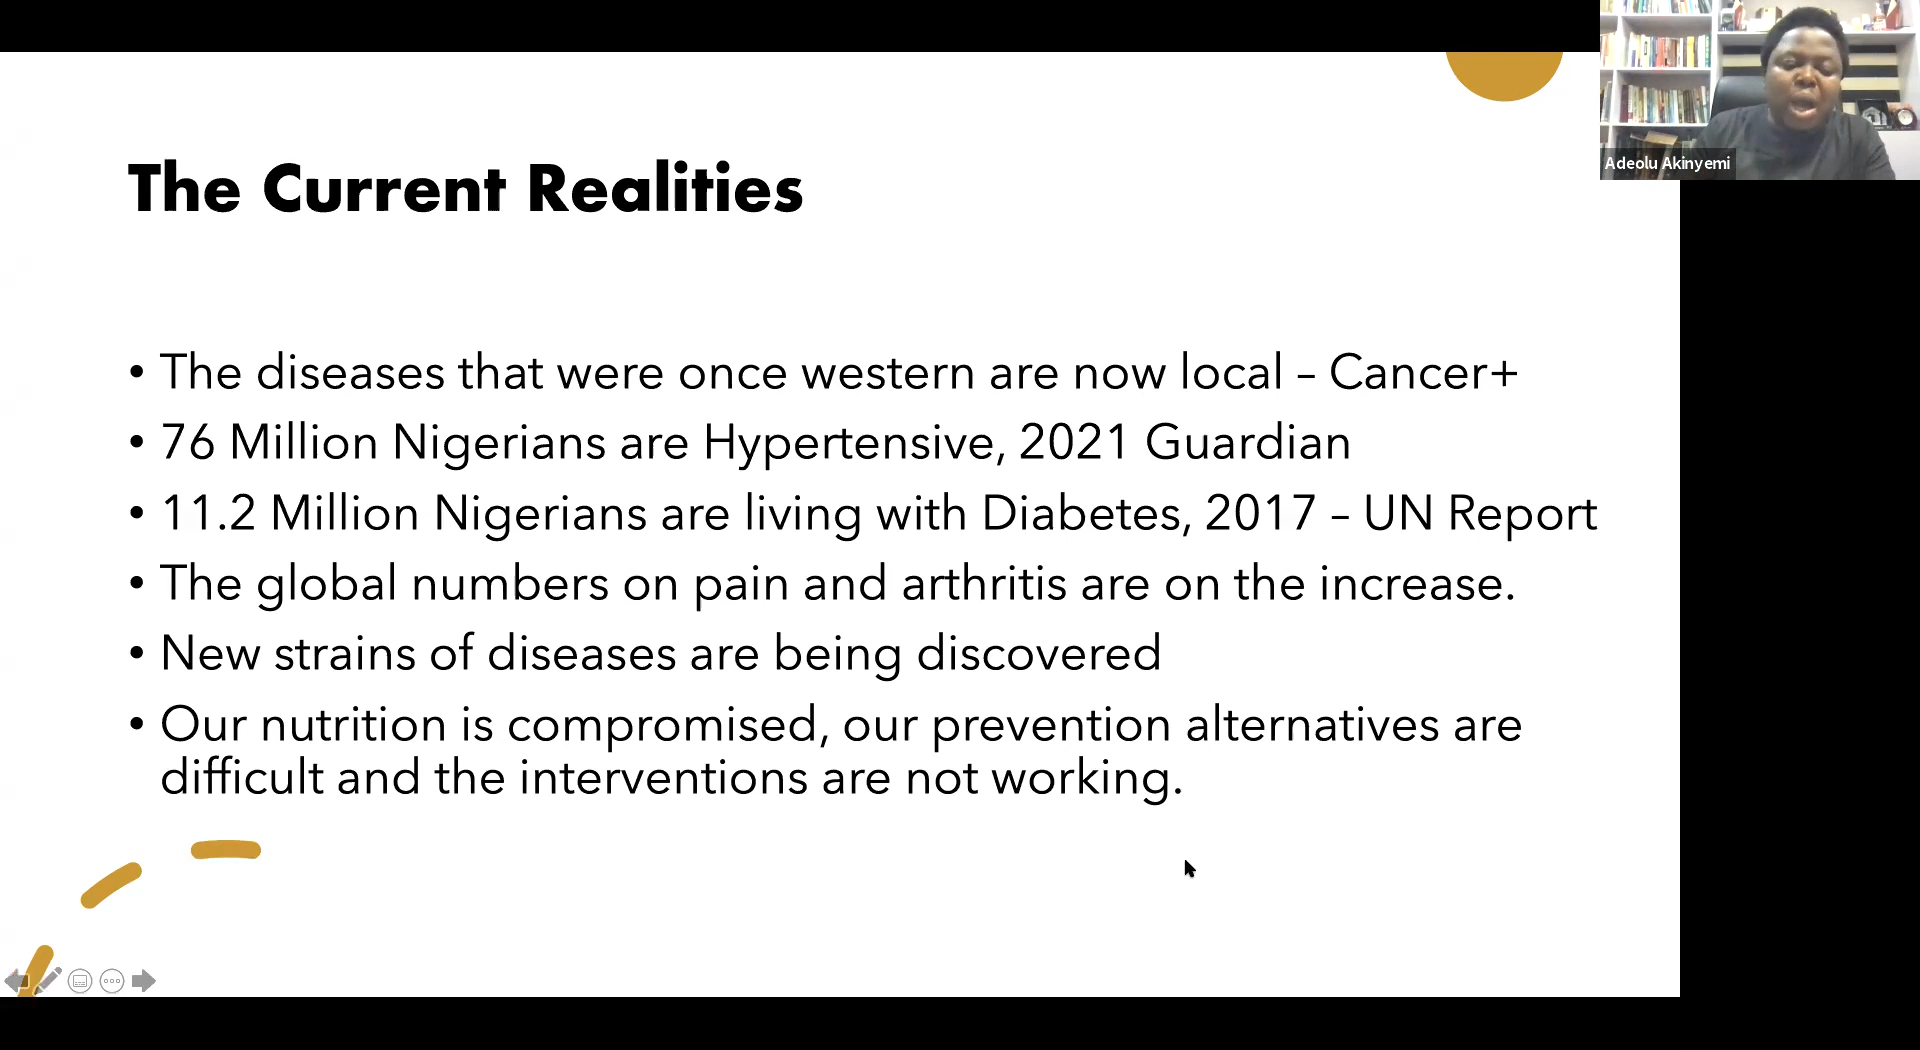 Adeolu Akinyemi
The Current Realities
• The diseases that were once western are now local – Cancer+
• 76 Million Nigerians are Hypertensive, 2021 Guardian
• 11.2 Million Nigerians are living with Diabetes, 2017 – UN Report
• The global numbers on pain and arthritis are on the increase.
• New strains of diseases are being discovered
• Our nutrition is compromised, our prevention alternatives are
difficult and the interventions are not working.